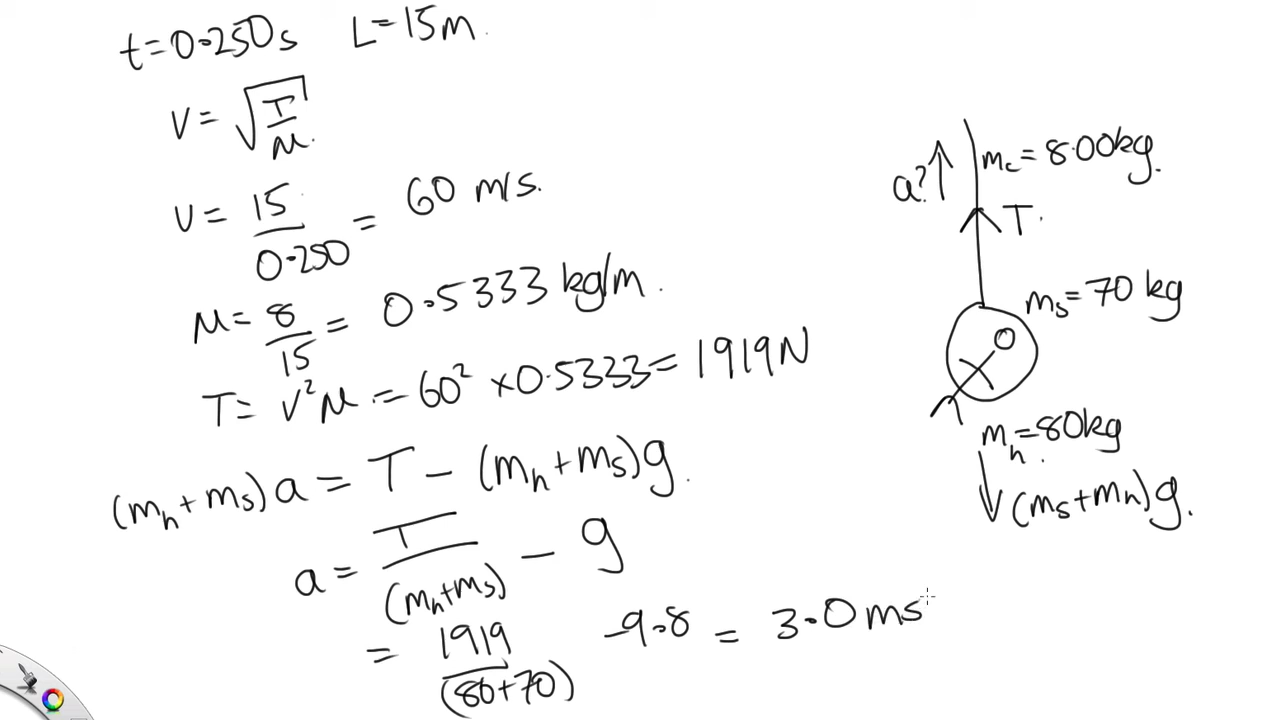 t=0.250s L=15m.
V=√T/μ.
V = 15/0.250 = 60 m/s.
μ= 8/15 = 0.5333 kg/m.
T= V²μ = 60² ×0.5333= 1919N
(mh+ms)a = T - (mh+ms)g.
a = T/(mh+ms) - g
= 1919/(80+70) -9.8 = 3.0ms
a?↑ mc=8.00kg.
T.
ms=70 kg
mh=80kg.
(ms+mh)g.